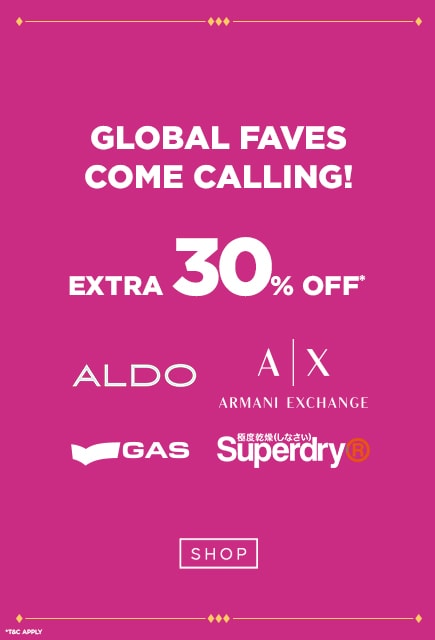 GLOBAL FAVES
COME CALLING!
EXTRA 30% OFF*
ALDO
A|X
ARMANI EXCHANGE
GAS
極度乾燥(しなさい)
Superdry®
SHOP
*T&C APPLY